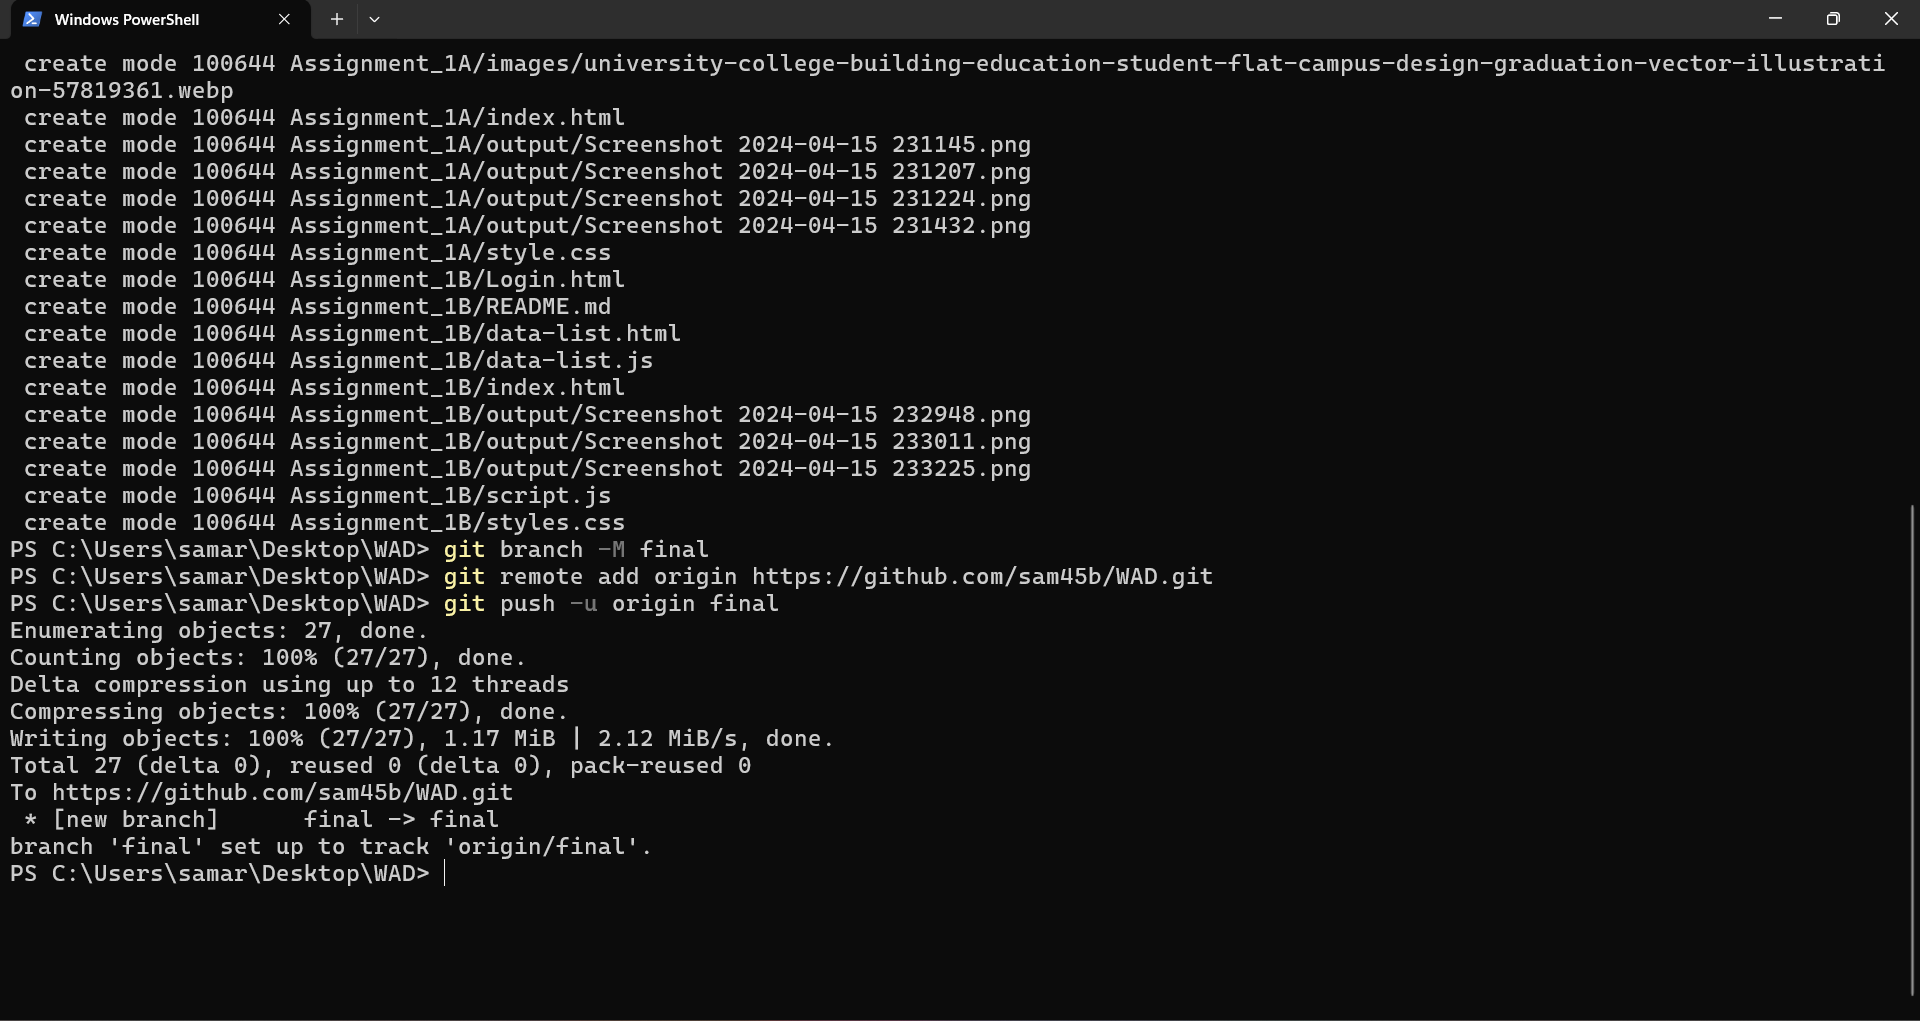 Windows PowerShell
create mode 100644 Assignment_1A/images/university-college-building-education-student-flat-campus-design-graduation-vector-illustrati
on-57819361.webp
create mode 100644 Assignment_1A/index.html
create mode 100644 Assignment_1A/output/Screenshot 2024-04-15 231145.png
create mode 100644 Assignment_1A/output/Screenshot 2024-04-15 231207.png
create mode 100644 Assignment_1A/output/Screenshot 2024-04-15 231224.png
create mode 100644 Assignment_1A/output/Screenshot 2024-04-15 231432.png
create mode 100644 Assignment_1A/style.css
create mode 100644 Assignment_1B/Login.html
create mode 100644 Assignment_1B/README.md
create mode 100644 Assignment_1B/data-list.html
create mode 100644 Assignment_1B/data-list.js
create mode 100644 Assignment_1B/index.html
create mode 100644 Assignment_1B/output/Screenshot 2024-04-15 232948.png
create mode 100644 Assignment_1B/output/Screenshot 2024-04-15 233011.png
create mode 100644 Assignment_1B/output/Screenshot 2024-04-15 233225.png
create mode 100644 Assignment_1B/script.js
create mode 100644 Assignment_1B/styles.css
PS C:\Users\samar\Desktop\WAD> git branch -M final
PS C:\Users\samar\Desktop\WAD> git remote add origin https://github.com/sam45b/WAD.git
PS C:\Users\samar\Desktop\WAD> git push -u origin final
Enumerating objects: 27, done.
Counting objects: 100% (27/27), done.
Delta compression using up to 12 threads
Compressing objects: 100% (27/27), done.
Writing objects: 100% (27/27), 1.17 MiB | 2.12 MiB/s, done.
Total 27 (delta 0), reused 0 (delta 0), pack-reused 0
To https://github.com/sam45b/WAD.git
* [new branch]      final -> final
branch 'final' set up to track 'origin/final'.
PS C:\Users\samar\Desktop\WAD>